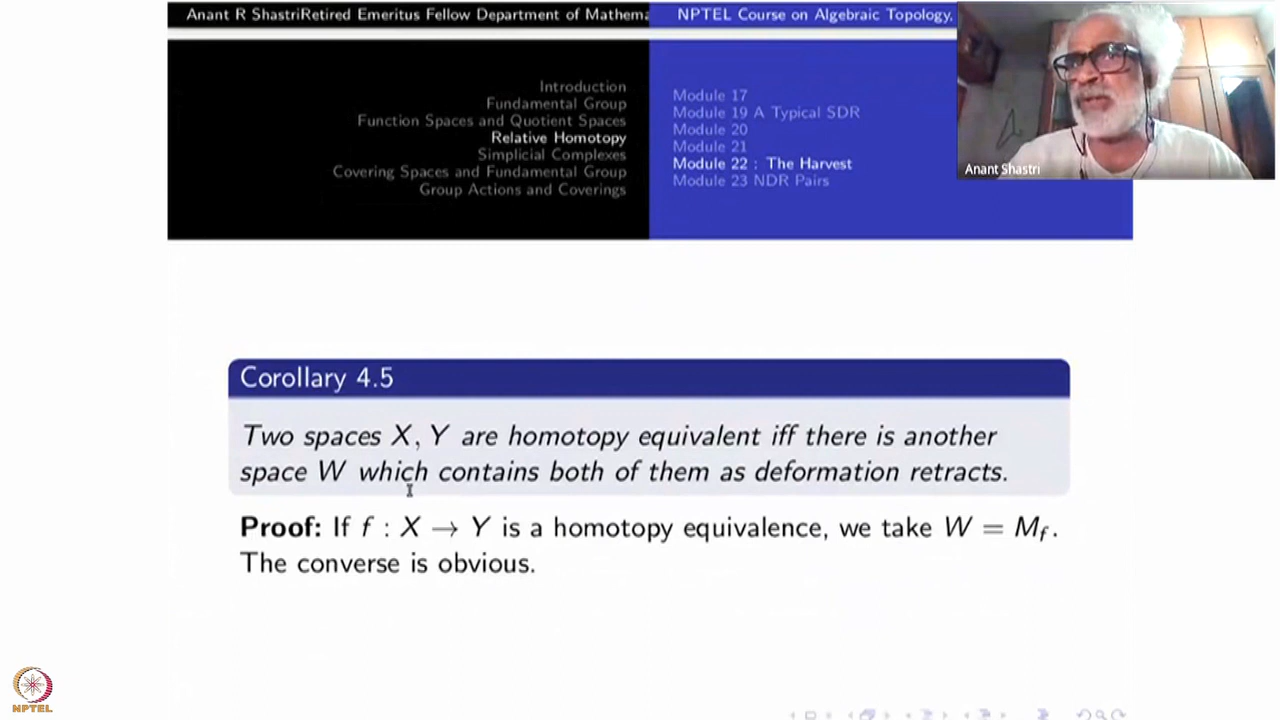 Anant R ShastriRetired Emeritus Fellow Department of Mathema
NPTEL Course on Algebraic Topology,
Introduction
Fundamental Group
Function Spaces and Quotient Spaces
Relative Homotopy
Simplicial Complexes
Covering Spaces and Fundamental Group
Group Actions and Coverings
Module 17
Module 19 A Typical SDR
Module 20
Module 21
Module 22 : The Harvest
Module 23 NDR Pairs
Anant Shastri
Corollary 4.5
Two spaces X, Y are homotopy equivalent iff there is another
space W which contains both of them as deformation retracts.
Proof: If f : X → Y is a homotopy equivalence, we take W = M_f.
The converse is obvious.
NPTEL